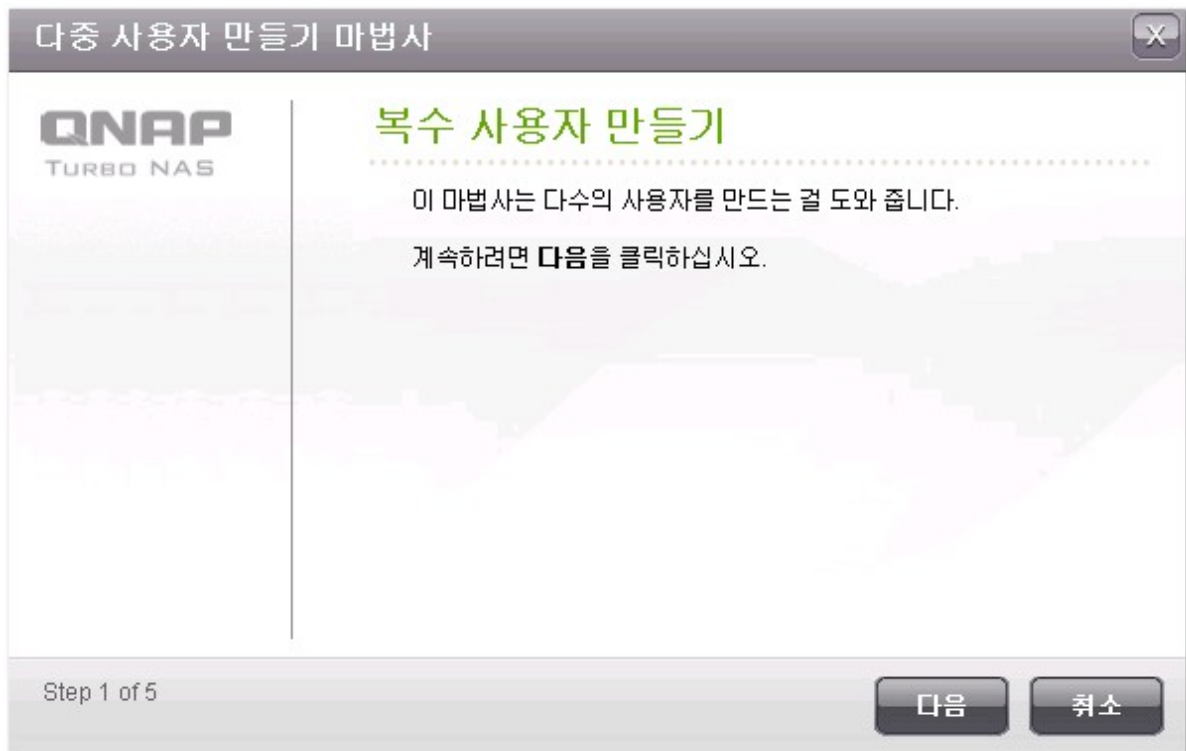 다중 사용자 만들기 마법사
X
QNAP
TURBO NAS
복수 사용자 만들기
이 마법사는 다수의 사용자를 만드는 걸 도와 줍니다.
계속하려면 다음을 클릭하십시오.
Step 1 of 5
다음
취소